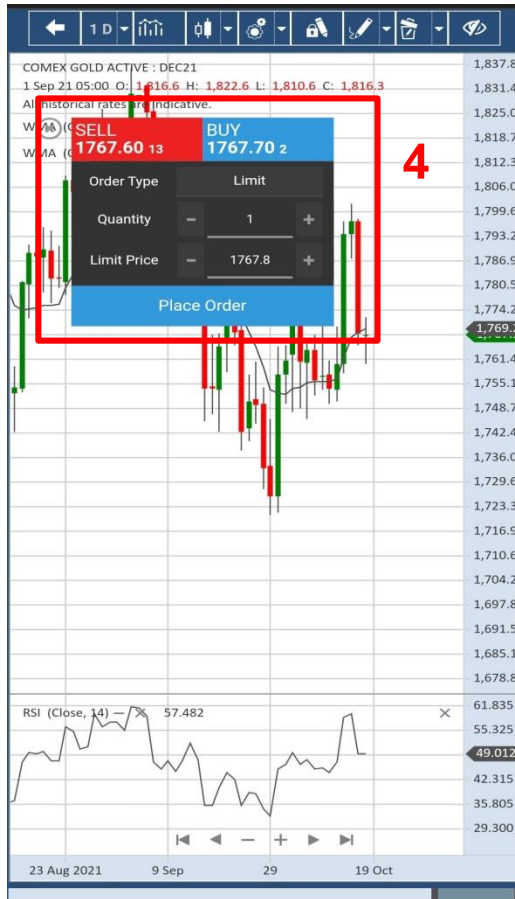 1 D
COMEX GOLD ACTIVE : DEC21
1 Sep 21 05:00 O: 1,816.6 H: 1,822.6 L: 1,810.6 C: 1,816.3
All historical rates are indicative.
WMA (C
WMA (C
SELL
1767.60 13
BUY
1767.70 2
Order Type Limit
Quantity - 1 +
Limit Price - 1767.8 +
Place Order
4
1,837.8
1,831.4
1,825.0
1,818.7
1,812.3
1,806.0
1,799.6
1,793.2
1,786.9
1,780.5
1,774.2
1,769.2
1,761.4
1,755.1
1,748.7
1,742.4
1,736.0
1,729.6
1,723.3
1,716.9
1,710.6
1,704.2
1,697.8
1,691.5
1,685.1
1,678.8
RSI (Close, 14) — × 57.482 ×
61.835
55.325
49.012
42.315
35.805
29.300
23 Aug 2021 9 Sep 29 19 Oct